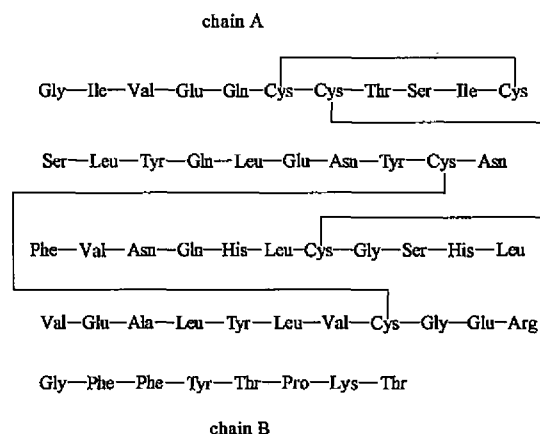 chain A
Gly—Ile—Val—Glu—Gln—Cys—Cys—Thr—Ser—Ile—Cys
Ser—Leu—Tyr—Gln—Leu—Glu—Asn—Tyr—Cys—Asn
Phe—Val—Asn—Gln—His—Leu—Cys—Gly—Ser—His—Leu
Val—Glu—Ala—Leu—Tyr—Leu—Val—Cys—Gly—Glu—Arg
Gly—Phe—Phe—Tyr—Thr—Pro—Lys—Thr
chain B